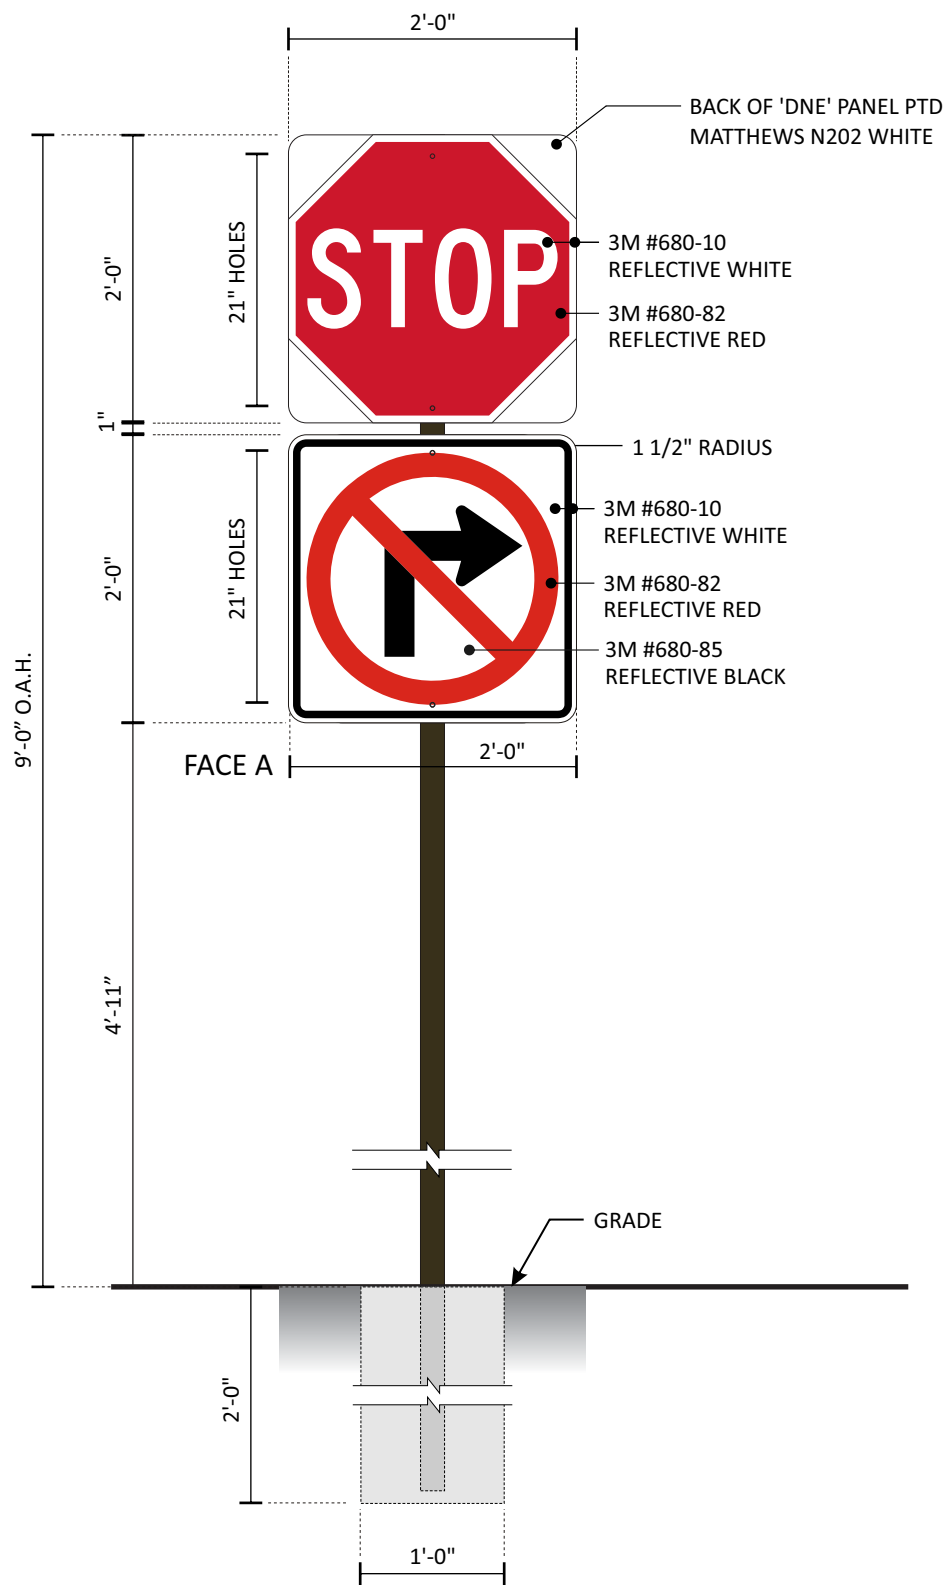 2'-0"
BACK OF 'DNE' PANEL PTD
MATTHEWS N202 WHITE
2'-0"
21" HOLES
STOP
3M #680-10
REFLECTIVE WHITE
3M #680-82
REFLECTIVE RED
1"
1 1/2" RADIUS
9’-0” O.A.H.
2'-0"
21" HOLES
3M #680-10
REFLECTIVE WHITE
3M #680-82
REFLECTIVE RED
3M #680-85
REFLECTIVE BLACK
FACE A
2'-0"
4’-11”
GRADE
2'-0"
1'-0"